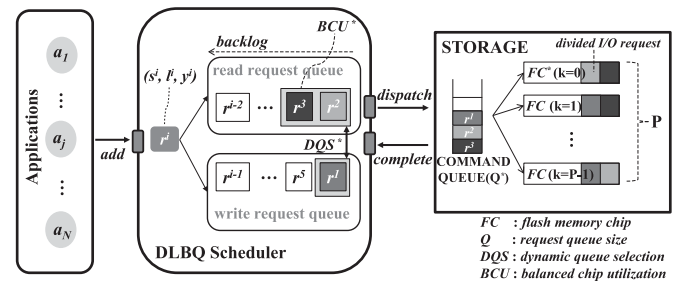 Applications
a1
...
aj
...
aN
add
(s^i, l^i, y^i)
r^i
BCU*
backlog
read request queue
r^i-2 ... r^3 r^2
DQS*
r^i-1 ... r^5 r^1
write request queue
DLBQ Scheduler
dispatch
complete
STORAGE
divided I/O request
r^1
r^2
r^3
COMMAND
QUEUE(Q*)
FC* (k=0)
FC (k=1)
...
FC (k=P-1)
P
FC : flash memory chip
Q : request queue size
DQS : dynamic queue selection
BCU : balanced chip utilization